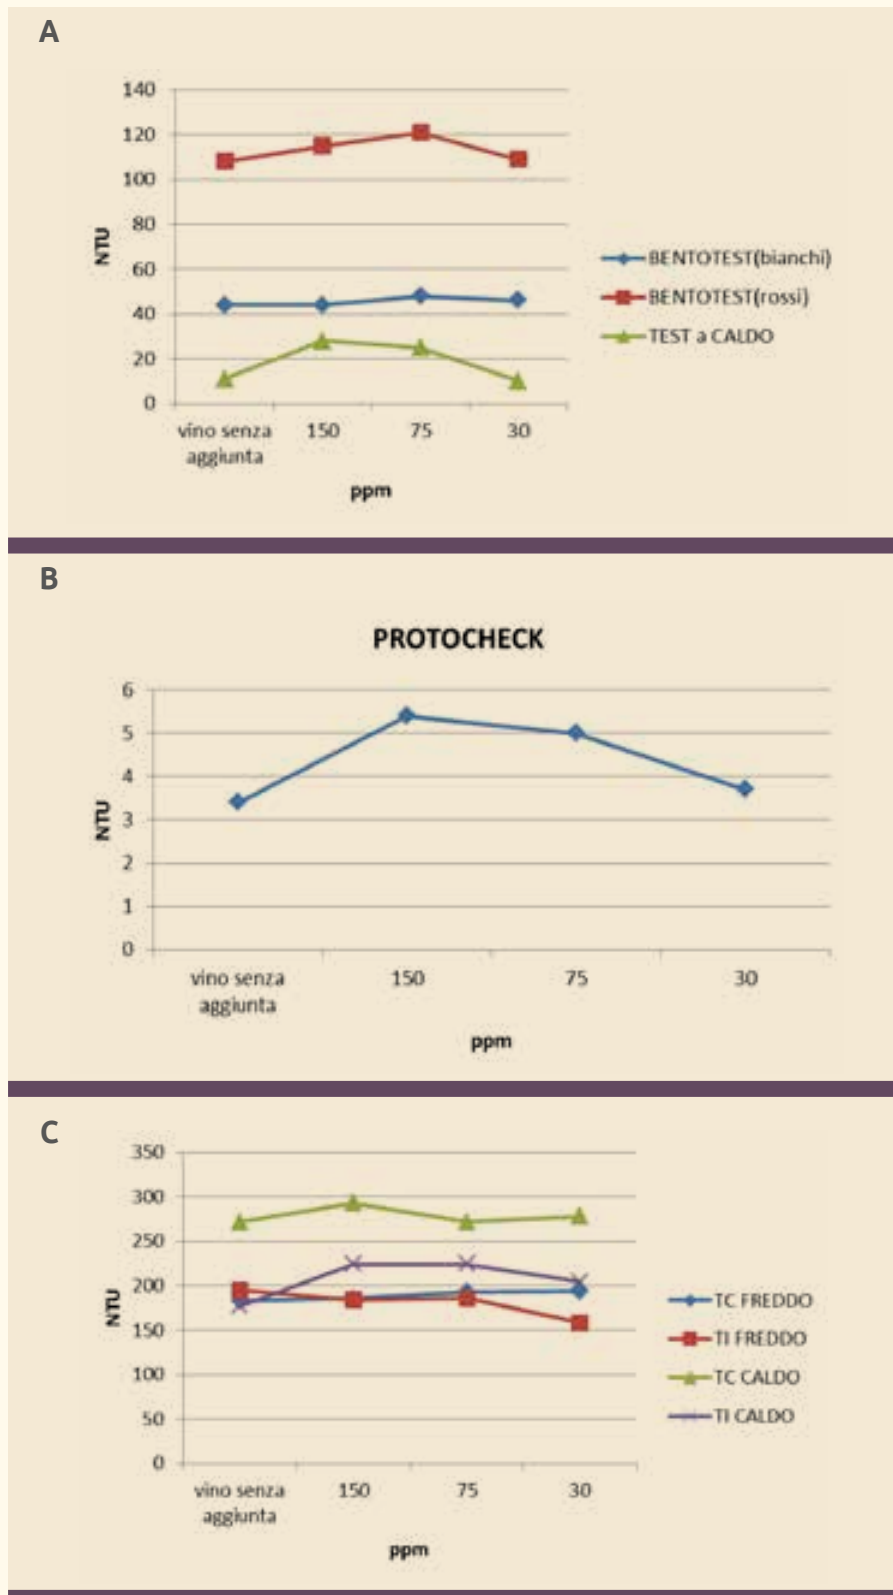 A
140
120
100
80
60
40
20
0
NTU
vino senza
aggiunta
150
75
30
ppm
BENTOTEST(bianchi)
BENTOTEST(rossi)
TEST a CALDO
B
PROTOCHECK
6
5
4
3
2
1
0
NTU
vino senza
aggiunta
150
75
30
ppm
C
350
300
250
200
150
100
50
0
NTU
vino senza
aggiunta
150
75
30
ppm
TC FREDDO
TI FREDDO
TC CALDO
TI CALDO